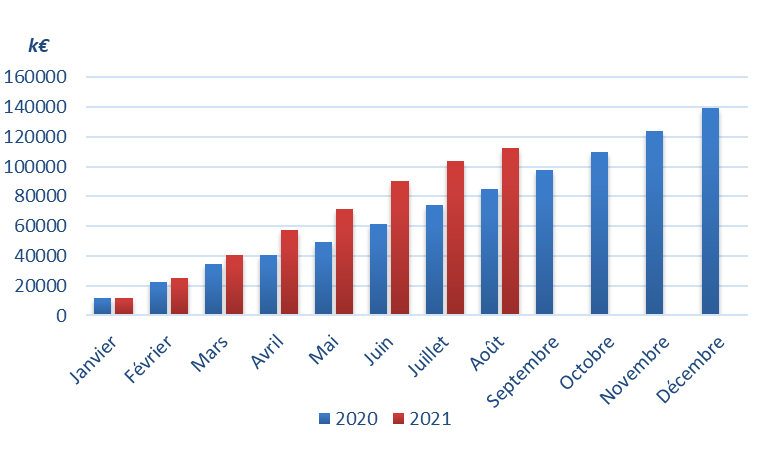 k€
160000
140000
120000
100000
80000
60000
40000
20000
0
Janvier
Février
Mars
Avril
Mai
Juin
Juillet
Août
Septembre
Octobre
Novembre
Décembre
2020
2021